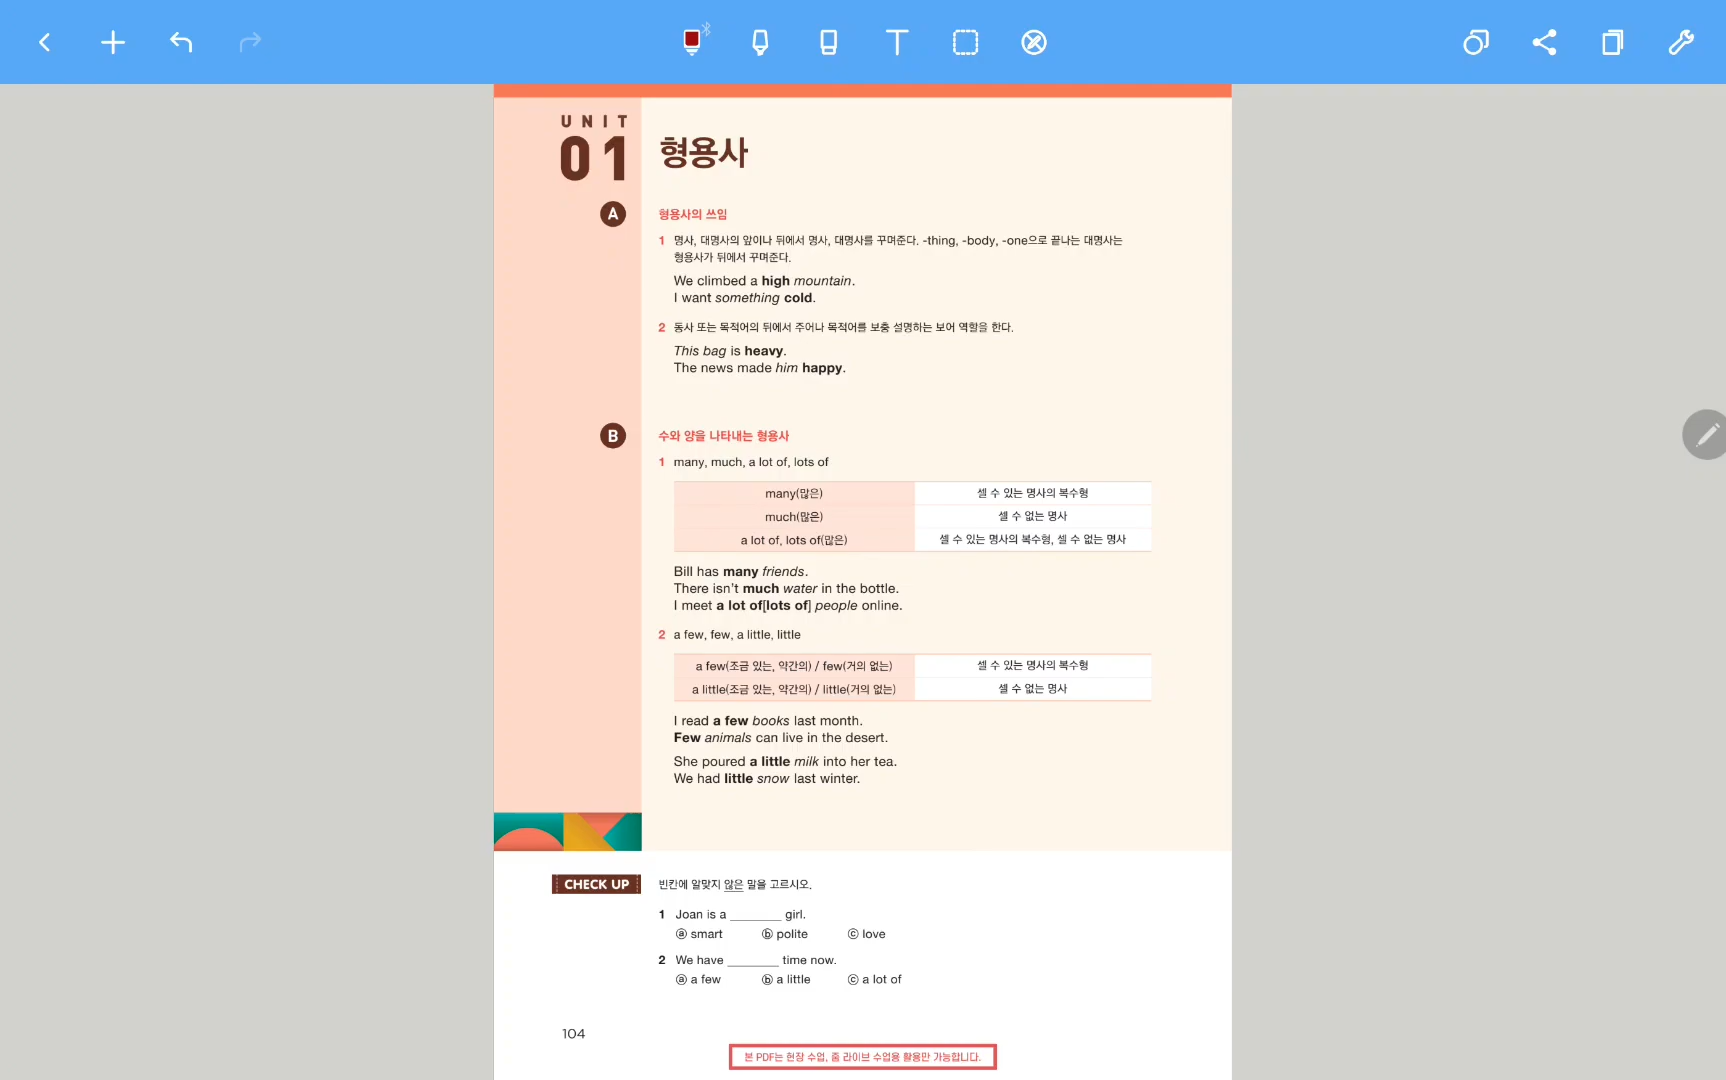 UNIT
01
형용사
A
형용사의 쓰임
1 명사, 대명사의 앞이나 뒤에서 명사, 대명사를 꾸며준다. -thing, -body, -one으로 끝나는 대명사는
형용사가 뒤에서 꾸며준다.
We climbed a high mountain.
I want something cold.
2 동사 또는 목적어의 뒤에서 주어나 목적어를 보충 설명하는 보어 역할을 한다.
This bag is heavy.
The news made him happy.
B
수와 양을 나타내는 형용사
1 many, much, a lot of, lots of
many(많은) 셀 수 있는 명사의 복수형
much(많은) 셀 수 없는 명사
a lot of, lots of(많은) 셀 수 있는 명사의 복수형, 셀 수 없는 명사
Bill has many friends.
There isn't much water in the bottle.
I meet a lot of[lots of] people online.
2 a few, few, a little, little
a few(조금 있는, 약간의) / few(거의 없는) 셀 수 있는 명사의 복수형
a little(조금 있는, 약간의) / little(거의 없는) 셀 수 없는 명사
I read a few books last month.
Few animals can live in the desert.
She poured a little milk into her tea.
We had little snow last winter.
CHECK UP
빈칸에 알맞지 않은 말을 고르시오.
1 Joan is a ________ girl.
ⓐ smart ⓑ polite ⓒ love
2 We have ________ time now.
ⓐ a few ⓑ a little ⓒ a lot of
104
본 PDF는 현장 수업, 줌 라이브 수업용 활용만 가능합니다.